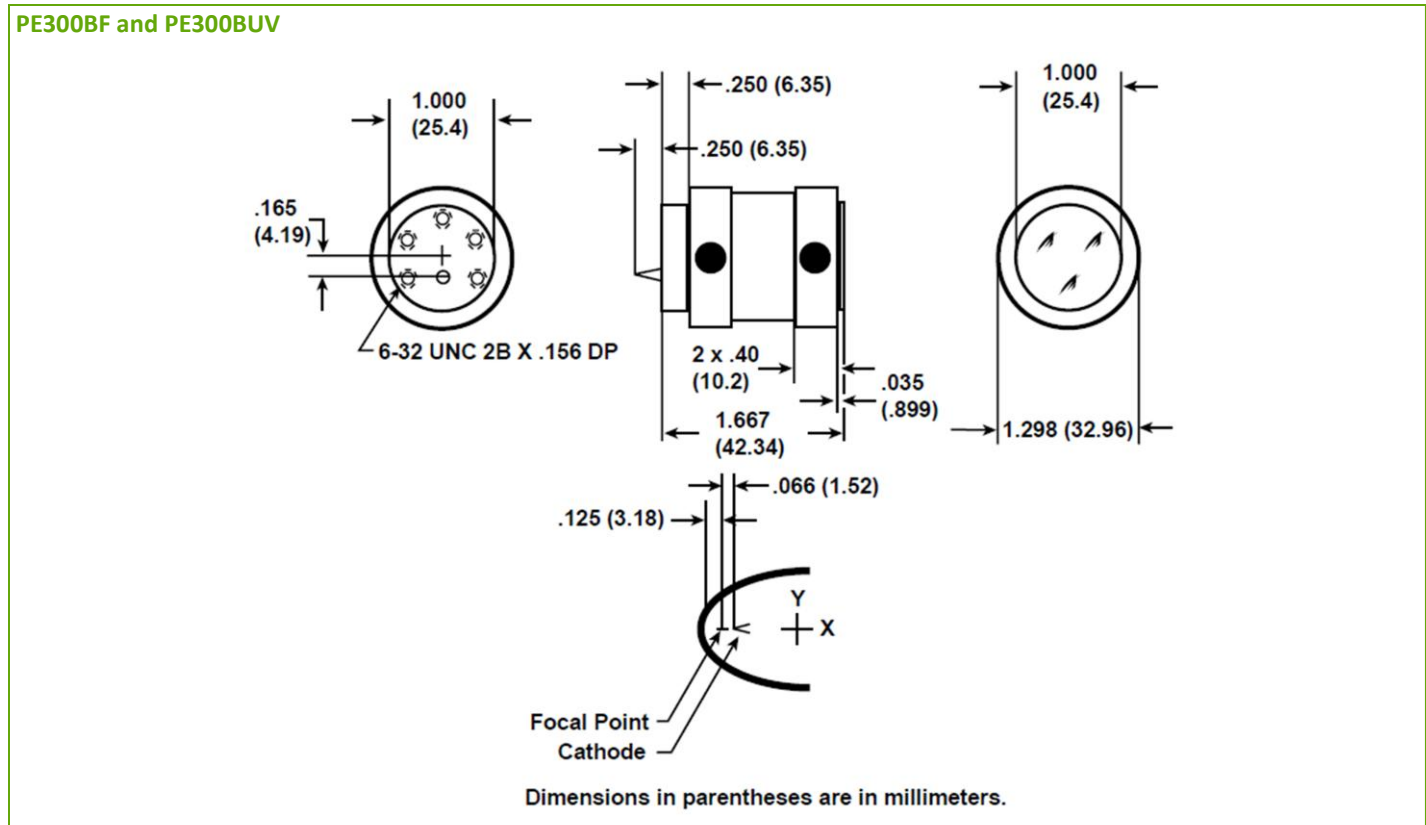 PE300BF and PE300BUV
1.000
(25.4)
.165
(4.19)
6-32 UNC 2B X .156 DP
.250 (6.35)
.250 (6.35)
2 x .40
(10.2)
.035
(.899)
1.667
(42.34)
1.000
(25.4)
1.298 (32.96)
.066 (1.52)
.125 (3.18)
Y
X
Focal Point
Cathode
Dimensions in parentheses are in millimeters.